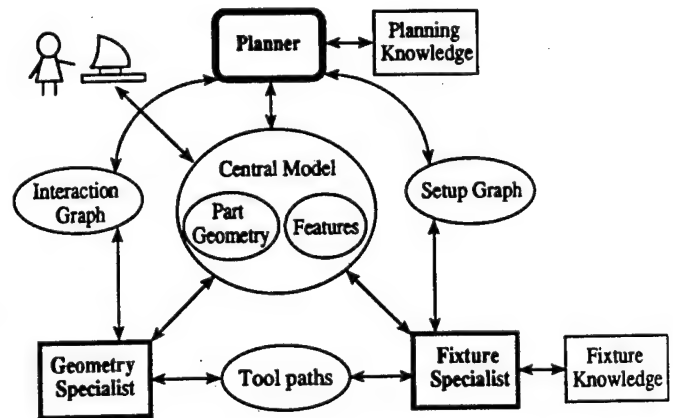 Planner
Planning
Knowledge
Central Model
Interaction
Graph
Part
Geometry
Features
Setup Graph
Geometry
Specialist
Tool paths
Fixture
Specialist
Fixture
Knowledge